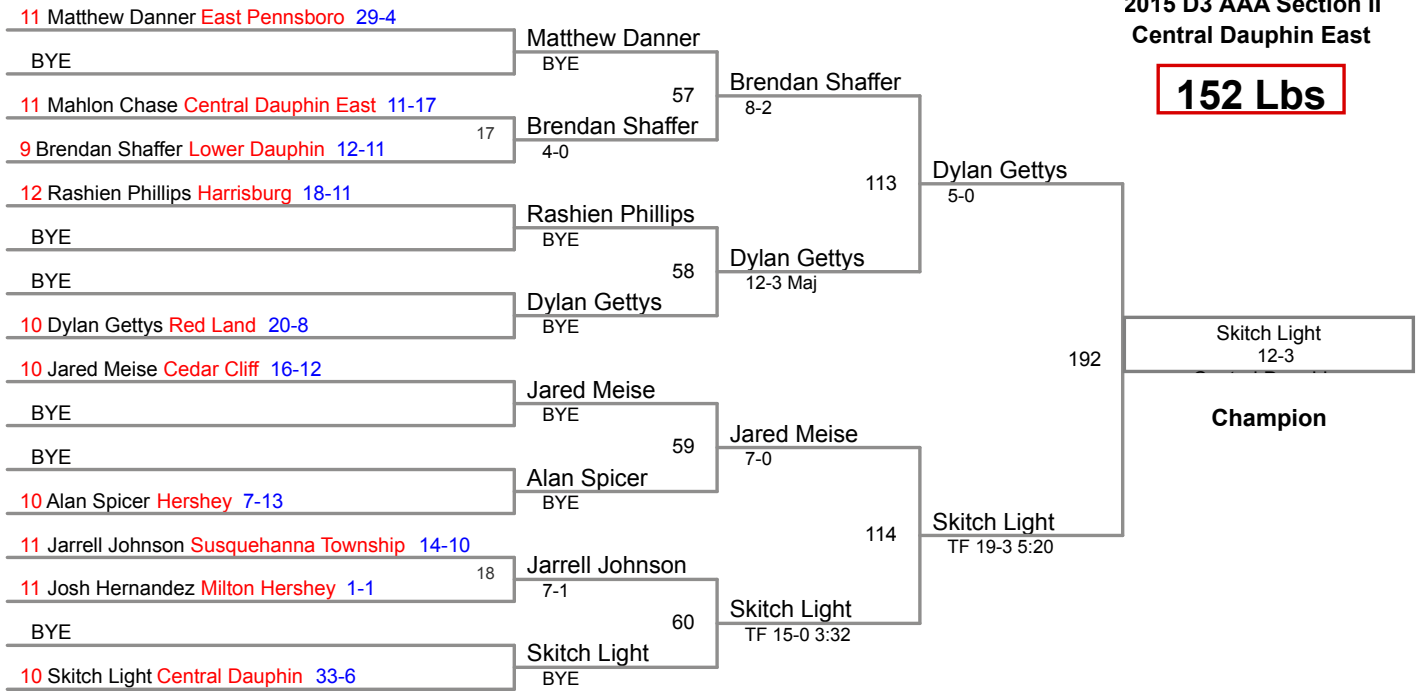 2015 D3 AAA Section II
Central Dauphin East
152 Lbs
11 Matthew Danner East Pennsboro 29-4
BYE
11 Mahlon Chase Central Dauphin East 11-17
9 Brendan Shaffer Lower Dauphin 12-11
12 Rashien Phillips Harrisburg 18-11
BYE
BYE
10 Dylan Gettys Red Land 20-8
10 Jared Meise Cedar Cliff 16-12
BYE
BYE
10 Alan Spicer Hershey 7-13
11 Jarrell Johnson Susquehanna Township 14-10
11 Josh Hernandez Milton Hershey 1-1
BYE
10 Skitch Light Central Dauphin 33-6
17
18
Matthew Danner
BYE
Brendan Shaffer
4-0
Rashien Phillips
BYE
Dylan Gettys
BYE
Jared Meise
BYE
Alan Spicer
BYE
Jarrell Johnson
7-1
Skitch Light
BYE
57
58
59
60
Brendan Shaffer
8-2
Dylan Gettys
12-3 Maj
Jared Meise
7-0
Skitch Light
TF 15-0 3:32
113
114
Dylan Gettys
5-0
Skitch Light
TF 19-3 5:20
192
Skitch Light
12-3
Champion